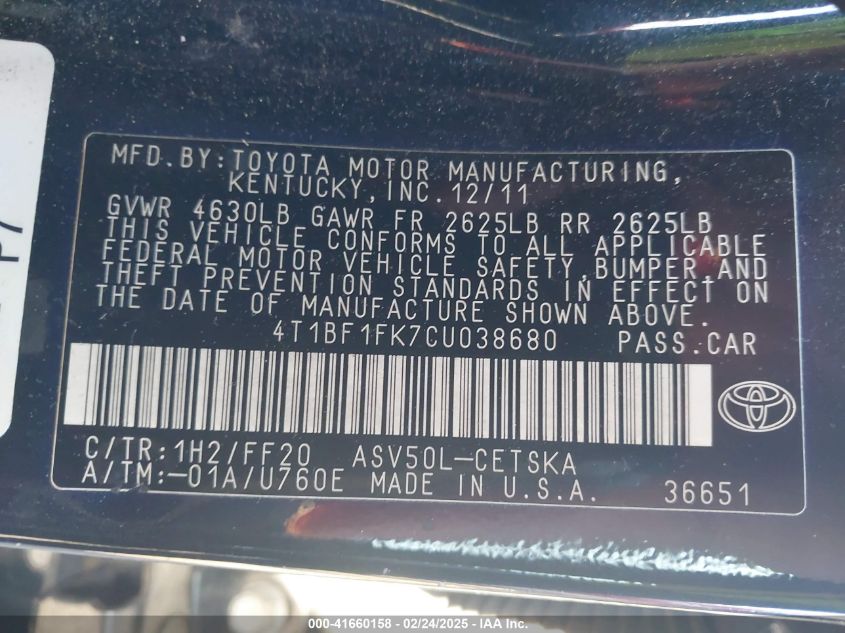 P7
MFD.BY:TOYOTA MOTOR MANUFACTURING,
KENTUCKY,INC.12/11
GVWR 4630LB GAWR FR 2625LB RR 2625LB
THIS VEHICLE CONFORMS TO ALL APPLICABLE
FEDERAL MOTOR VEHICLE SAFETY,BUMPER AND
THEFT PREVENTION STANDARDS IN EFFECT ON
THE DATE OF MANUFACTURE SHOWN ABOVE.
4T1BF1FK7CU038680 PASS.CAR
C/TR:1H2/FF20 ASV50L-CETSKA
A/TM:-01A/U760E MADE IN U.S.A. 36651
000-41660158 - 02/24/2025 - IAA Inc.